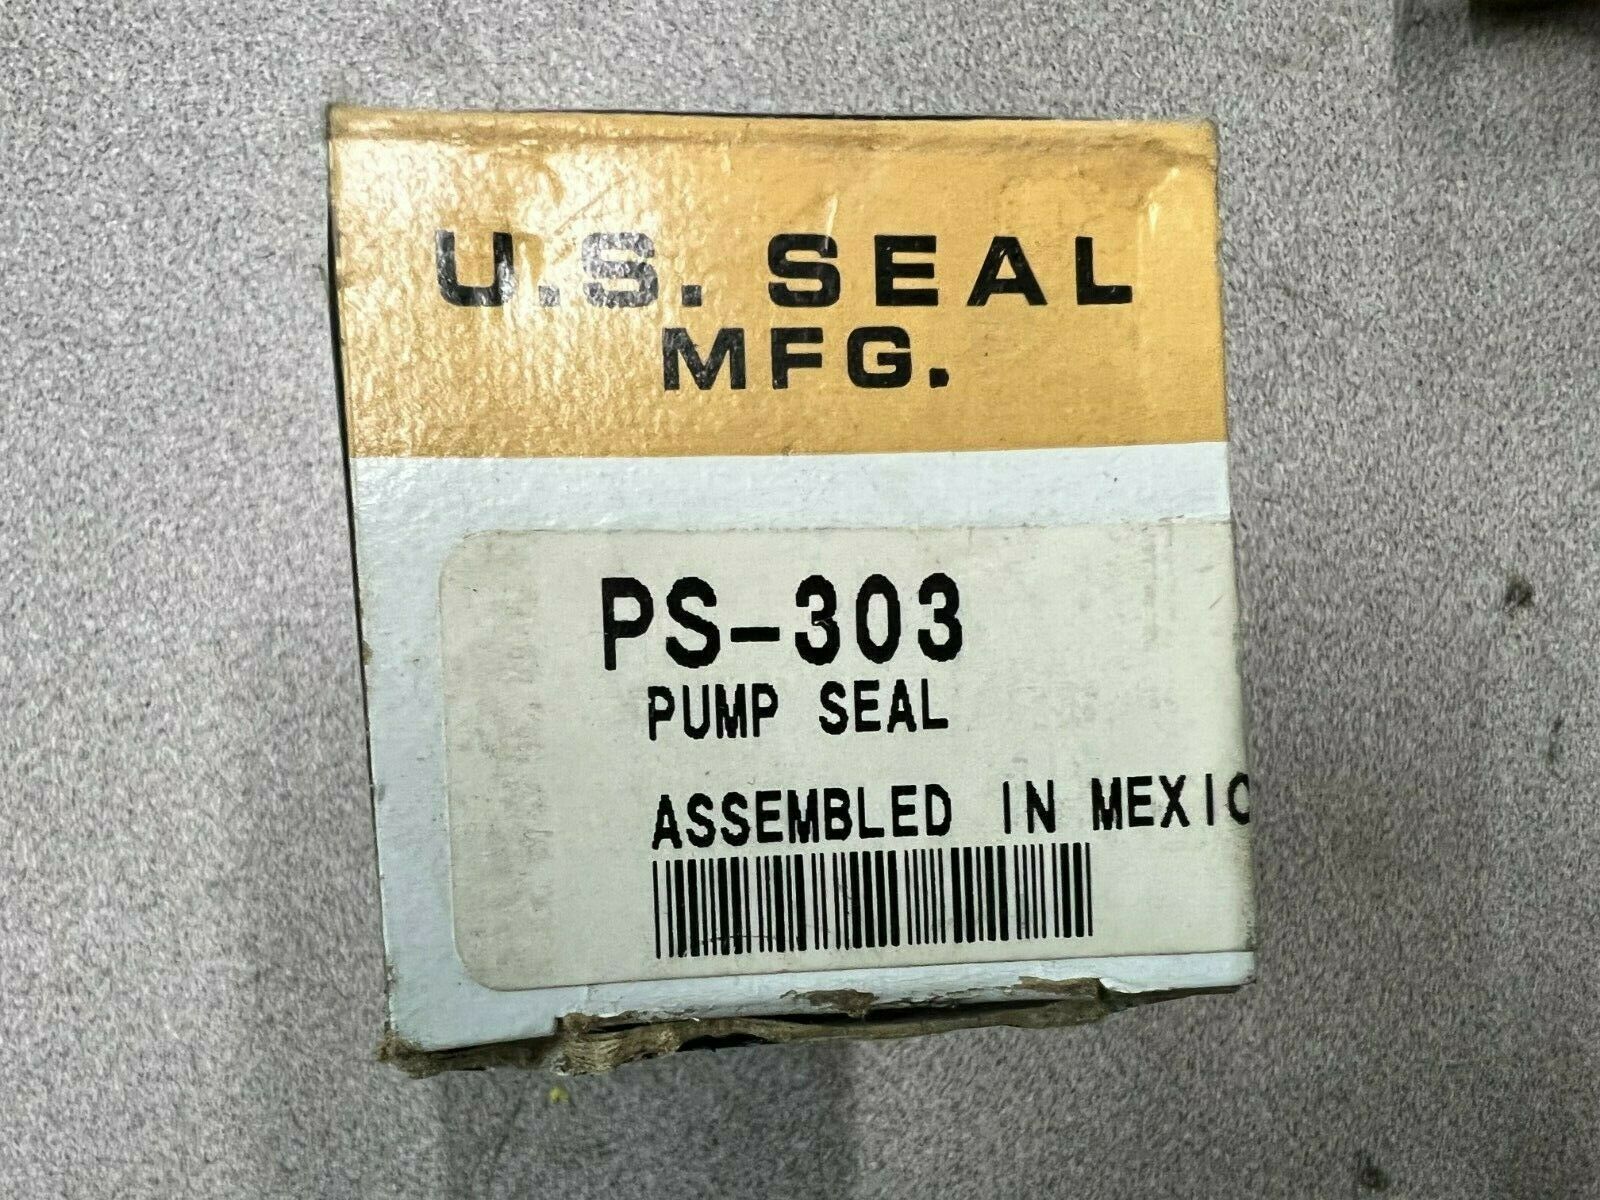 U.S. SEAL
MFG.
PS-303
PUMP SEAL
ASSEMBLED IN MEXIC